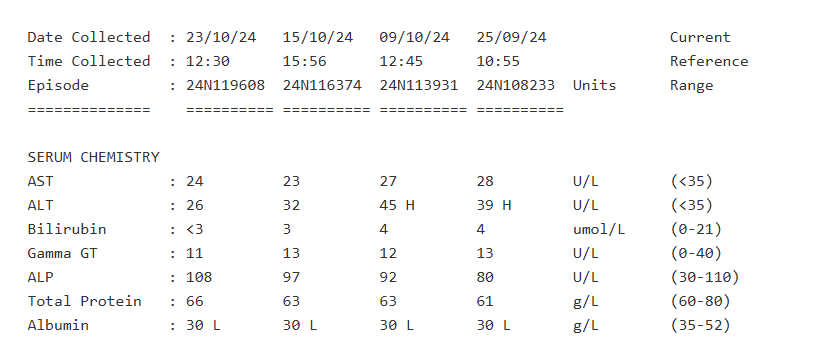 Date Collected : 23/10/24 15/10/24 09/10/24 25/09/24 Current
Time Collected : 12:30 15:56 12:45 10:55 Reference
Episode : 24N119608 24N116374 24N113931 24N108233 Units Range
============== ========== ========== ========== ==========
SERUM CHEMISTRY
AST : 24 23 27 28 U/L (<35)
ALT : 26 32 45 H 39 H U/L (<35)
Bilirubin : <3 3 4 4 umol/L (0-21)
Gamma GT : 11 13 12 13 U/L (0-40)
ALP : 108 97 92 80 U/L (30-110)
Total Protein : 66 63 63 61 g/L (60-80)
Albumin : 30 L 30 L 30 L 30 L g/L (35-52)